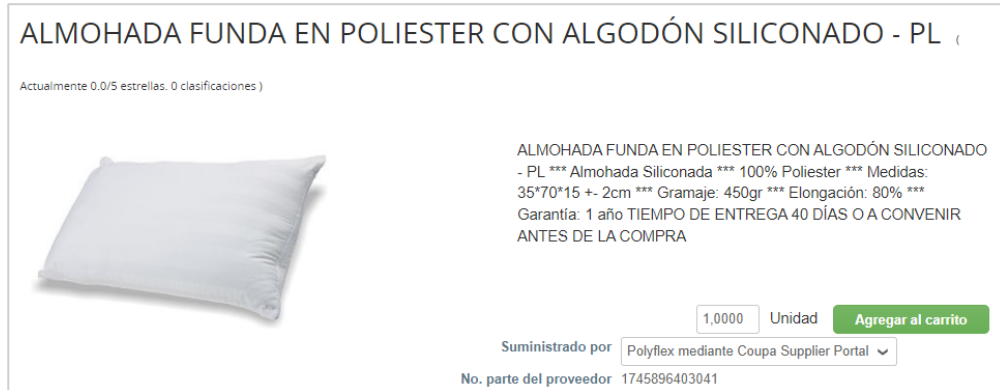 ALMOHADA FUNDA EN POLIESTER CON ALGODÓN SILICONADO - PL (
Actualmente 0.0/5 estrellas. 0 clasificaciones )
ALMOHADA FUNDA EN POLIESTER CON ALGODÓN SILICONADO
- PL *** Almohada Siliconada *** 100% Poliester *** Medidas:
35*70*15 +- 2cm *** Gramaje: 450gr *** Elongación: 80% ***
Garantía: 1 año TIEMPO DE ENTREGA 40 DÍAS O A CONVENIR
ANTES DE LA COMPRA
1,0000 Unidad Agregar al carrito
Suministrado por Polyflex mediante Coupa Supplier Portal
No. parte del proveedor 1745896403041